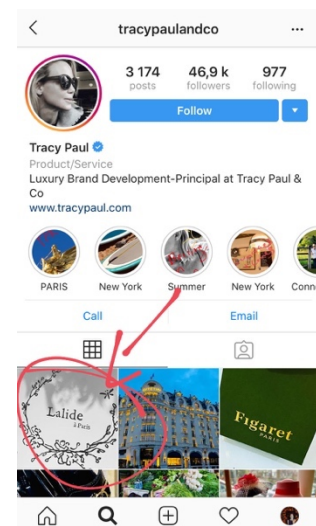 tracypaulandco
3 174 46,9 k 977
posts followers following
Follow
Tracy Paul
Product/Service
Luxury Brand Development-Principal at Tracy Paul &
Co
www.tracypaul.com
PARIS New York Summer New York Conn
Call Email
Lalide
à Paris
Figaret
PARIS